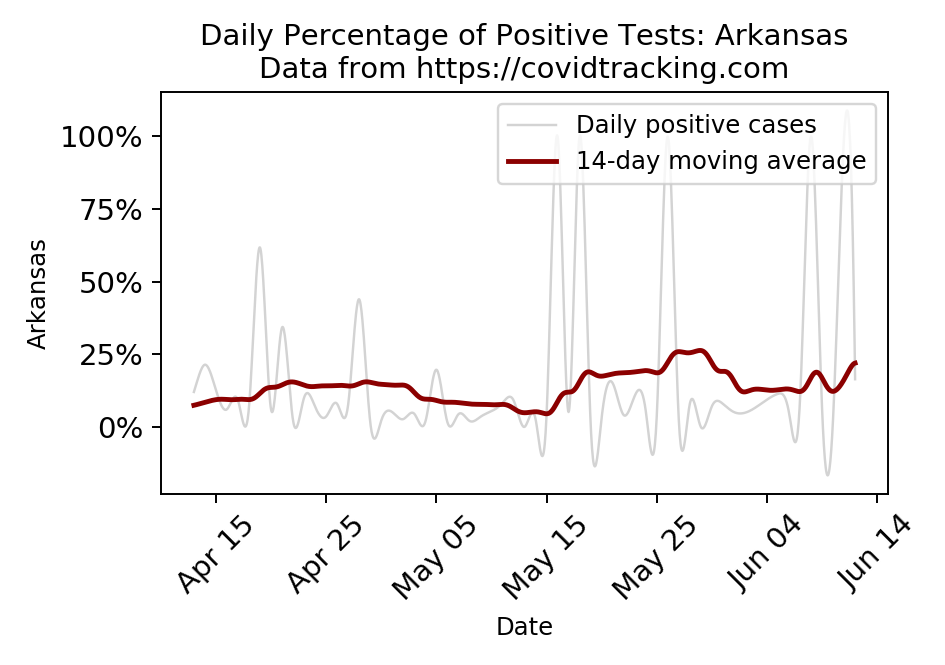 Daily Percentage of Positive Tests: Arkansas
Data from https://covidtracking.com
Daily positive cases
14-day moving average
100%
75%
50%
25%
0%
Arkansas
Apr 15
Apr 25
May 05
May 15
May 25
Jun 04
Jun 14
Date